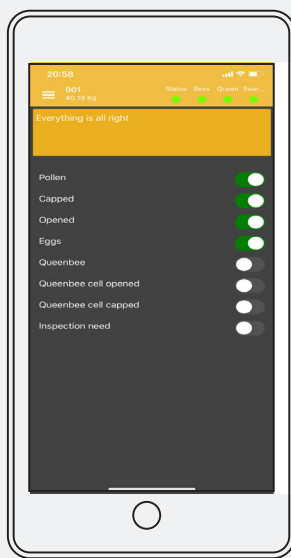 20:58
001
40.19 Kg
Status Bees Queen Swar...
Everything is all right
Pollen
Capped
Opened
Eggs
Queenbee
Queenbee cell opened
Queenbee cell capped
Inspection need